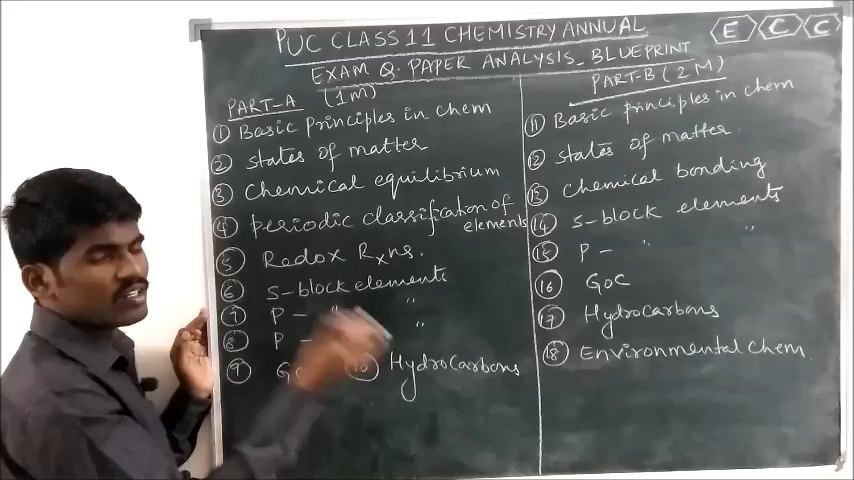 PUC CLASS 11 CHEMISTRY ANNUAL
E C C
EXAM Q. PAPER ANALYSIS_BLUEPRINT
PART-A (1M)
① Basic Principles in chem
② states of matter
③ Chemical equilibrium
④ periodic classification of
elements
⑤ Redox Rxns.
⑥ s-block elements
⑦ P - " "
⑧ P - "
⑨ ⑩ Hydrocarbons
PART-B (2M)
⑪ Basic principles in chem
⑫ states of matter
⑬ chemical bonding
⑭ s-block elements
⑮ P - " "
⑯ GOC
⑰ Hydrocarbons
⑱ Environmental Chem.